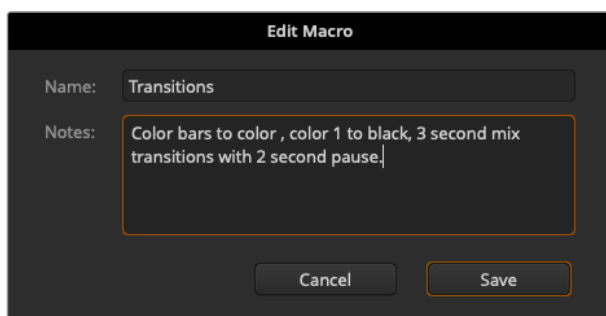 Edit Macro
Name: Transitions
Notes: Color bars to color , color 1 to black, 3 second mix
transitions with 2 second pause.
Cancel Save